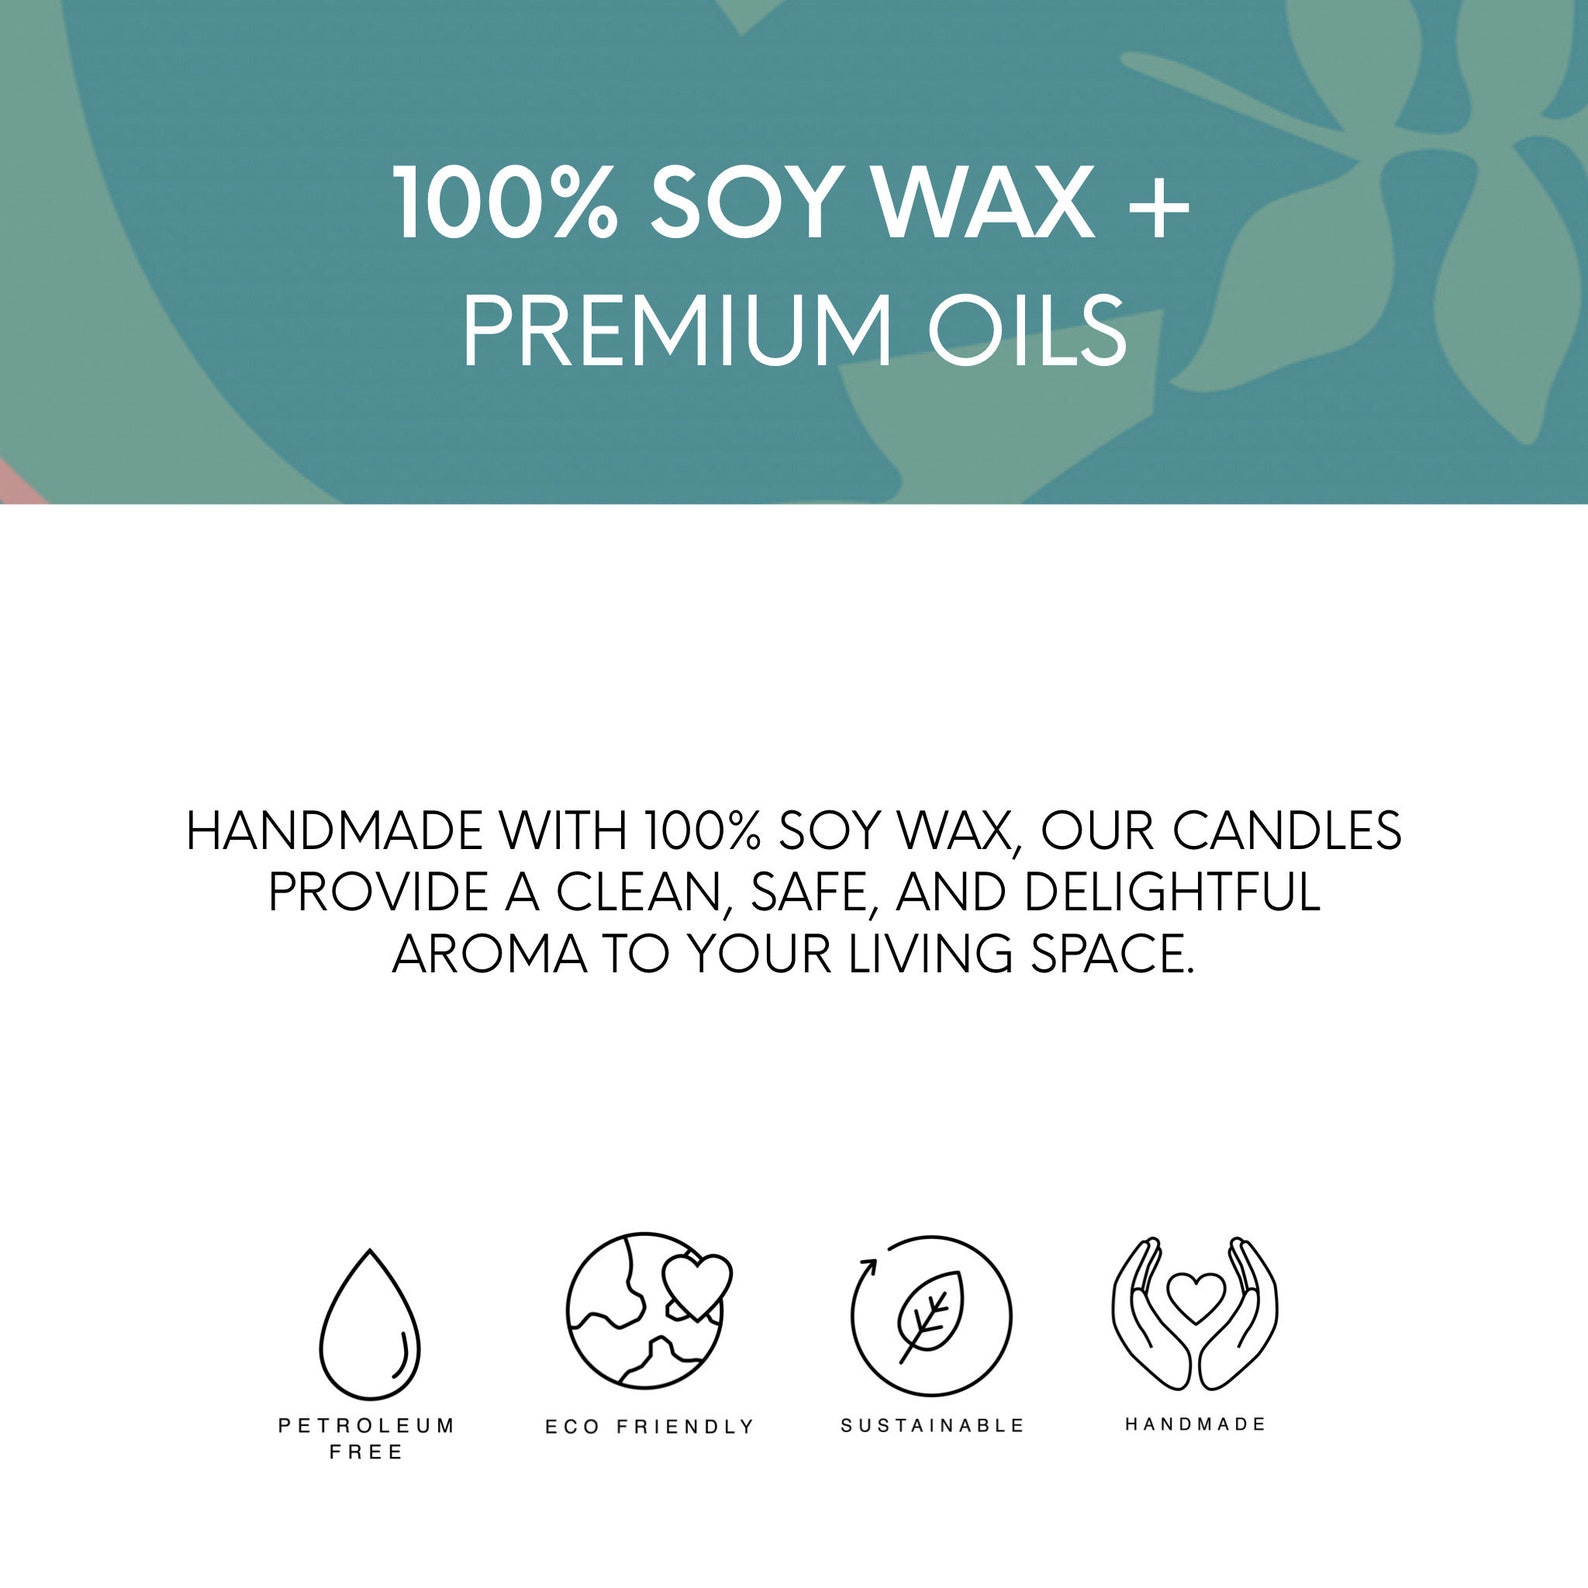 100% SOY WAX +
PREMIUM OILS
HANDMADE WITH 100% SOY WAX, OUR CANDLES
PROVIDE A CLEAN, SAFE, AND DELIGHTFUL
AROMA TO YOUR LIVING SPACE.
PETROLEUM
FREE
ECO FRIENDLY
SUSTAINABLE
HANDMADE